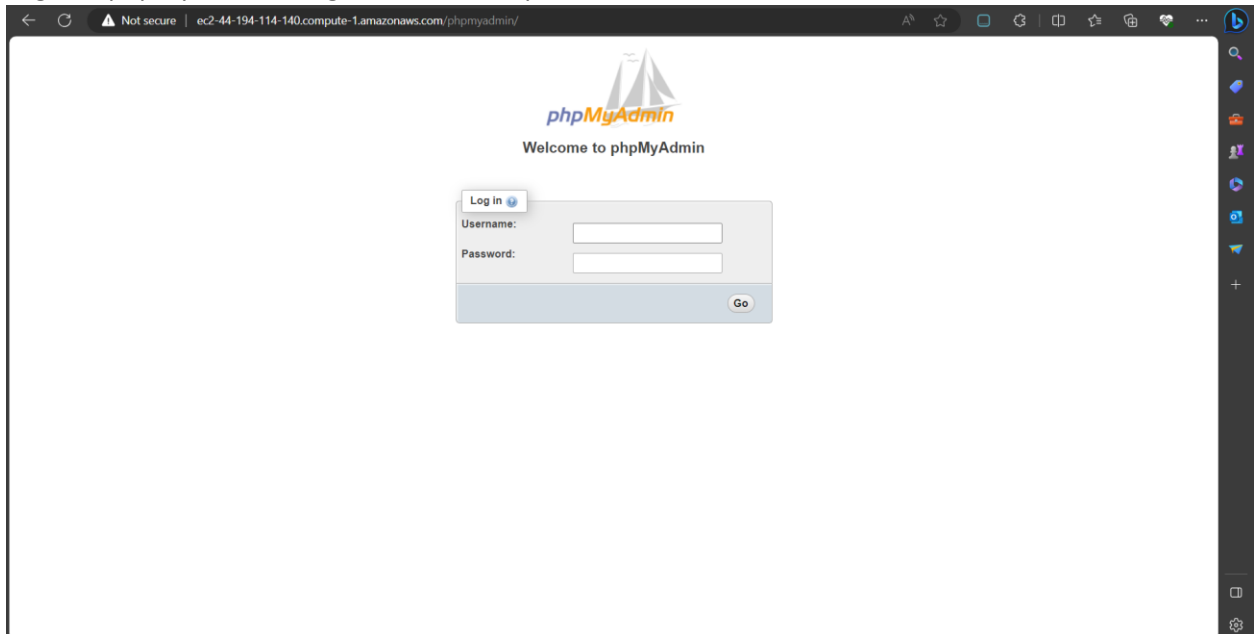 Not secure | ec2-44-194-114-140.compute-1.amazonaws.com/phpmyadmin/
phpMyAdmin
Welcome to phpMyAdmin
Log in
Username:
Password:
Go